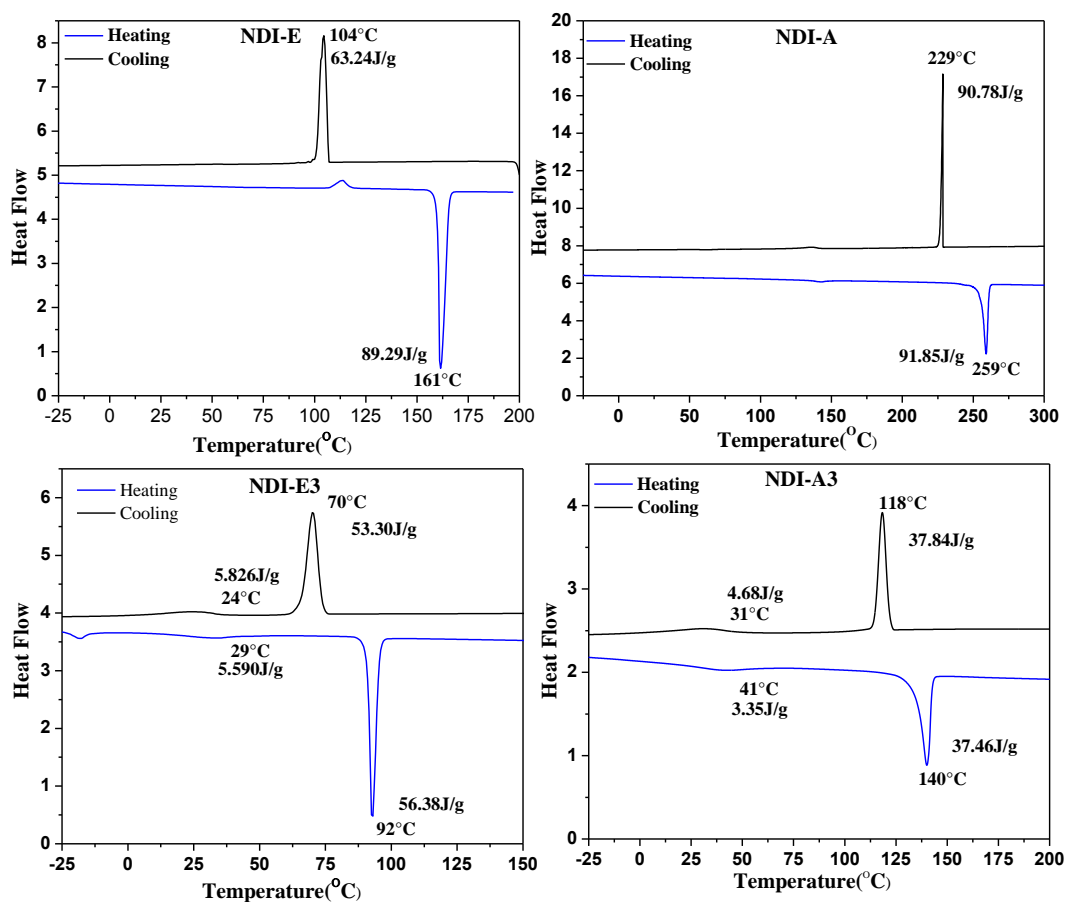 NDI-E
Heating
Cooling
104°C
63.24J/g
89.29J/g
161°C
Heat Flow
0
1
2
3
4
5
6
7
8
-25
0
25
50
75
100
125
150
175
200
Temperature(°C)
NDI-A
Heating
Cooling
229°C
90.78J/g
91.85J/g
259°C
Heat Flow
0
2
4
6
8
10
12
14
16
18
20
0
50
100
150
200
250
300
Temperature(°C)
NDI-E3
Heating
Cooling
70°C
53.30J/g
5.826J/g
24°C
29°C
5.590J/g
56.38J/g
92°C
Heat Flow
0
1
2
3
4
5
6
-25
0
25
50
75
100
125
150
Temperature(°C)
NDI-A3
Heating
Cooling
118°C
37.84J/g
4.68J/g
31°C
41°C
3.35J/g
37.46J/g
140°C
Heat Flow
0
1
2
3
4
-25
0
25
50
75
100
125
150
175
200
Temperature(°C)